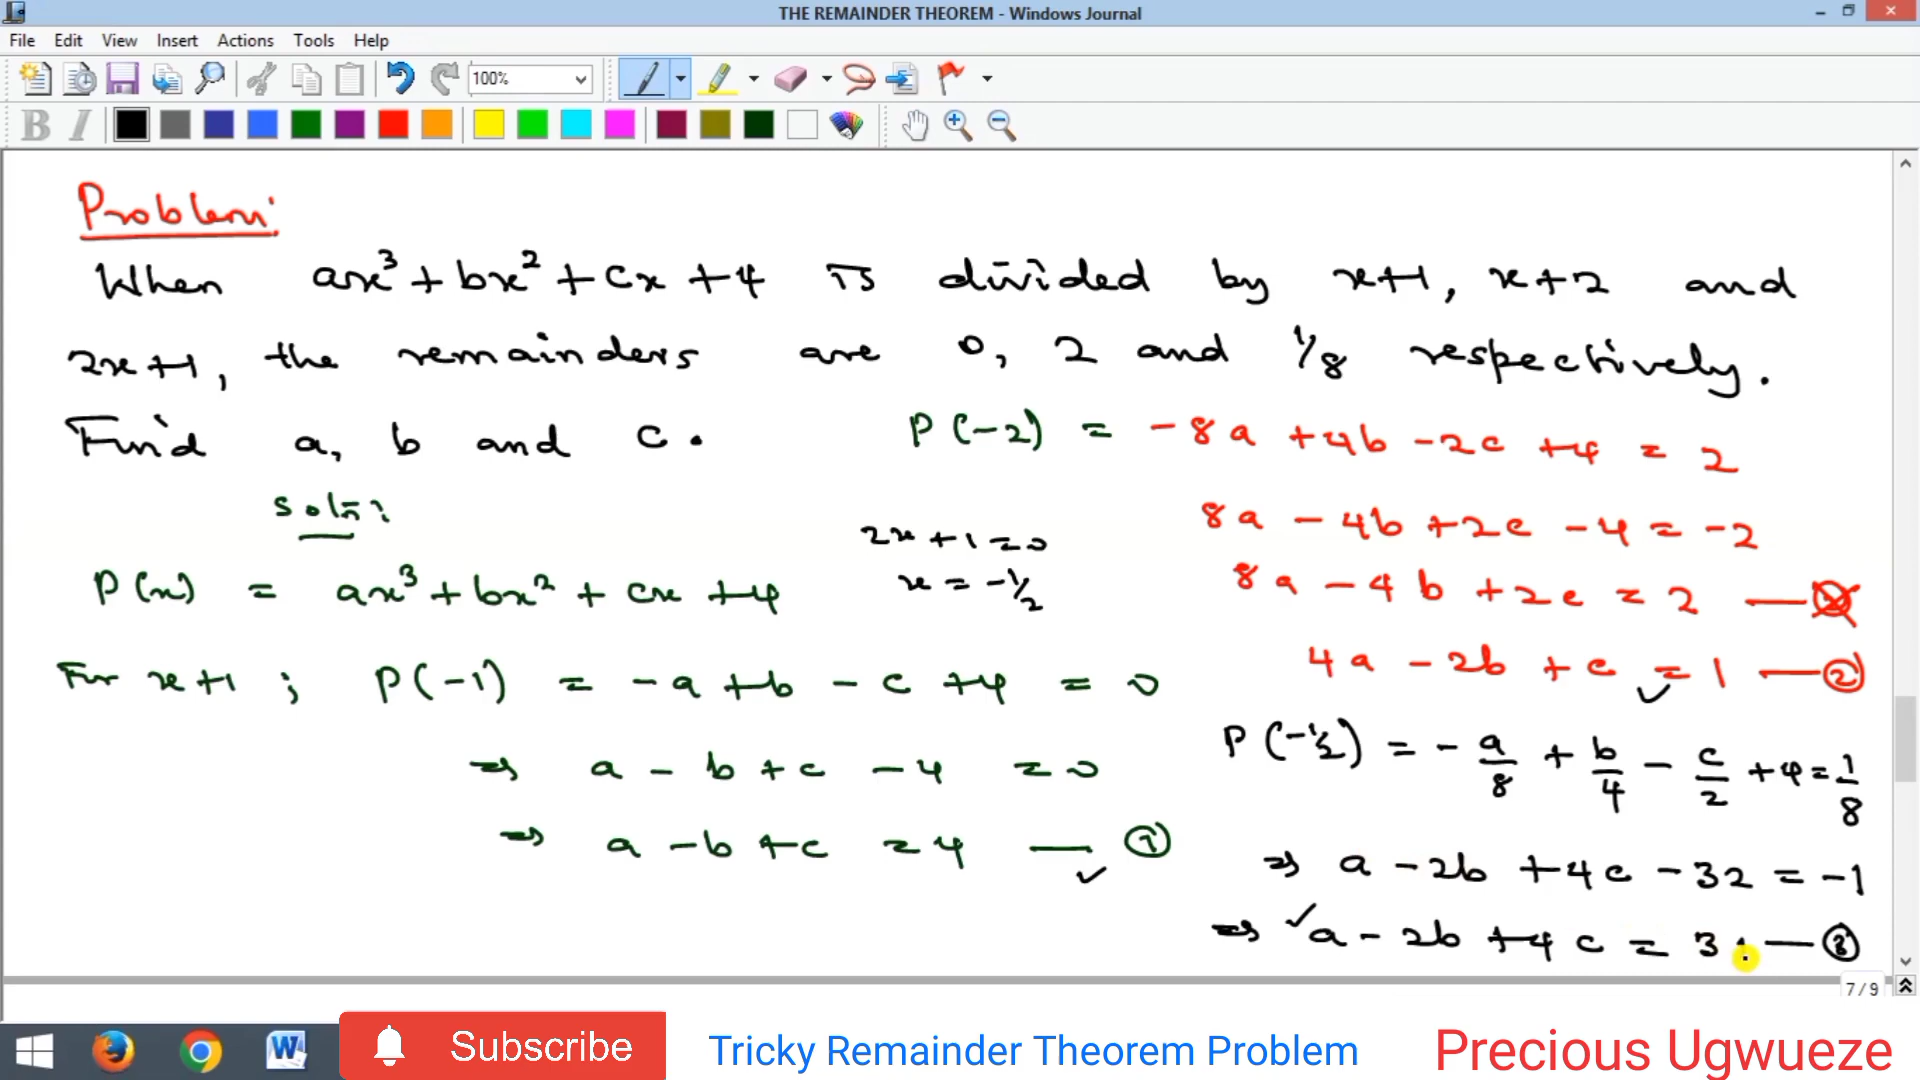 THE REMAINDER THEOREM - Windows Journal
File Edit View Insert Actions Tools Help
100%
B I
Problem:
When ax³ + bx² + cx + 4 is divided by x+1, x+2 and
2x+1, the remainders are 0, 2 and 1/8 respectively.
Find a, b and c.
Soln:
P(x) = ax³ + bx² + cx + 4
For x+1 ; P(-1) = -a + b - c + 4 = 0
⇒ a - b + c - 4 = 0
⇒ a - b + c = 4 — ① ✓
2x + 1 = 0
x = -1/2
P(-2) = -8a + 4b - 2c + 4 = 2
8a - 4b + 2c - 4 = -2
8a - 4b + 2c = 2 —
4a - 2b + c = 1 — ② ✓
P(-1/2) = - a/8 + b/4 - c/2 + 4 = 1/8
⇒ a - 2b + 4c - 32 = -1
⇒ ✓ a - 2b + 4c = 3 — ③
7 / 9
Subscribe
Tricky Remainder Theorem Problem
Precious Ugwueze